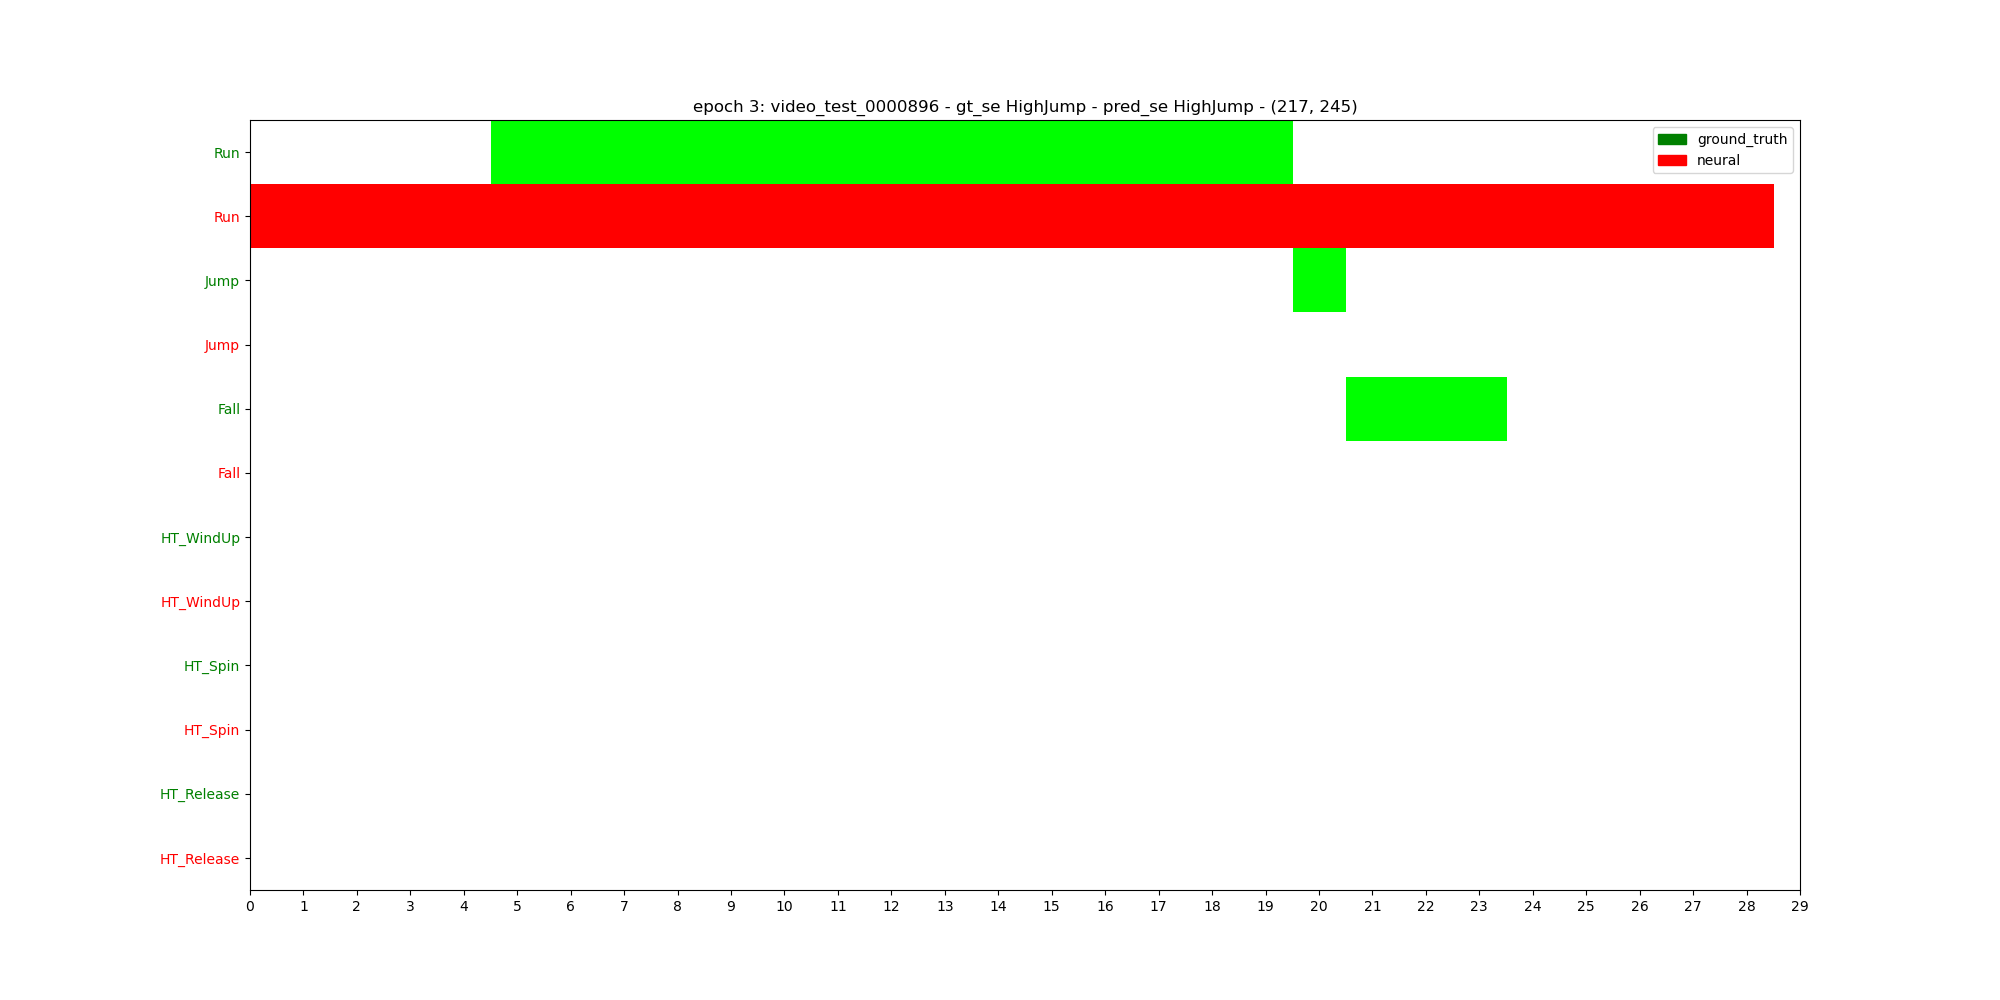 epoch 3: video_test_0000896 - gt_se HighJump - pred_se HighJump - (217, 245)
ground_truth
neural
Run
Run
Jump
Jump
Fall
Fall
HT_WindUp
HT_WindUp
HT_Spin
HT_Spin
HT_Release
HT_Release
0 1 2 3 4 5 6 7 8 9 10 11 12 13 14 15 16 17 18 19 20 21 22 23 24 25 26 27 28 29